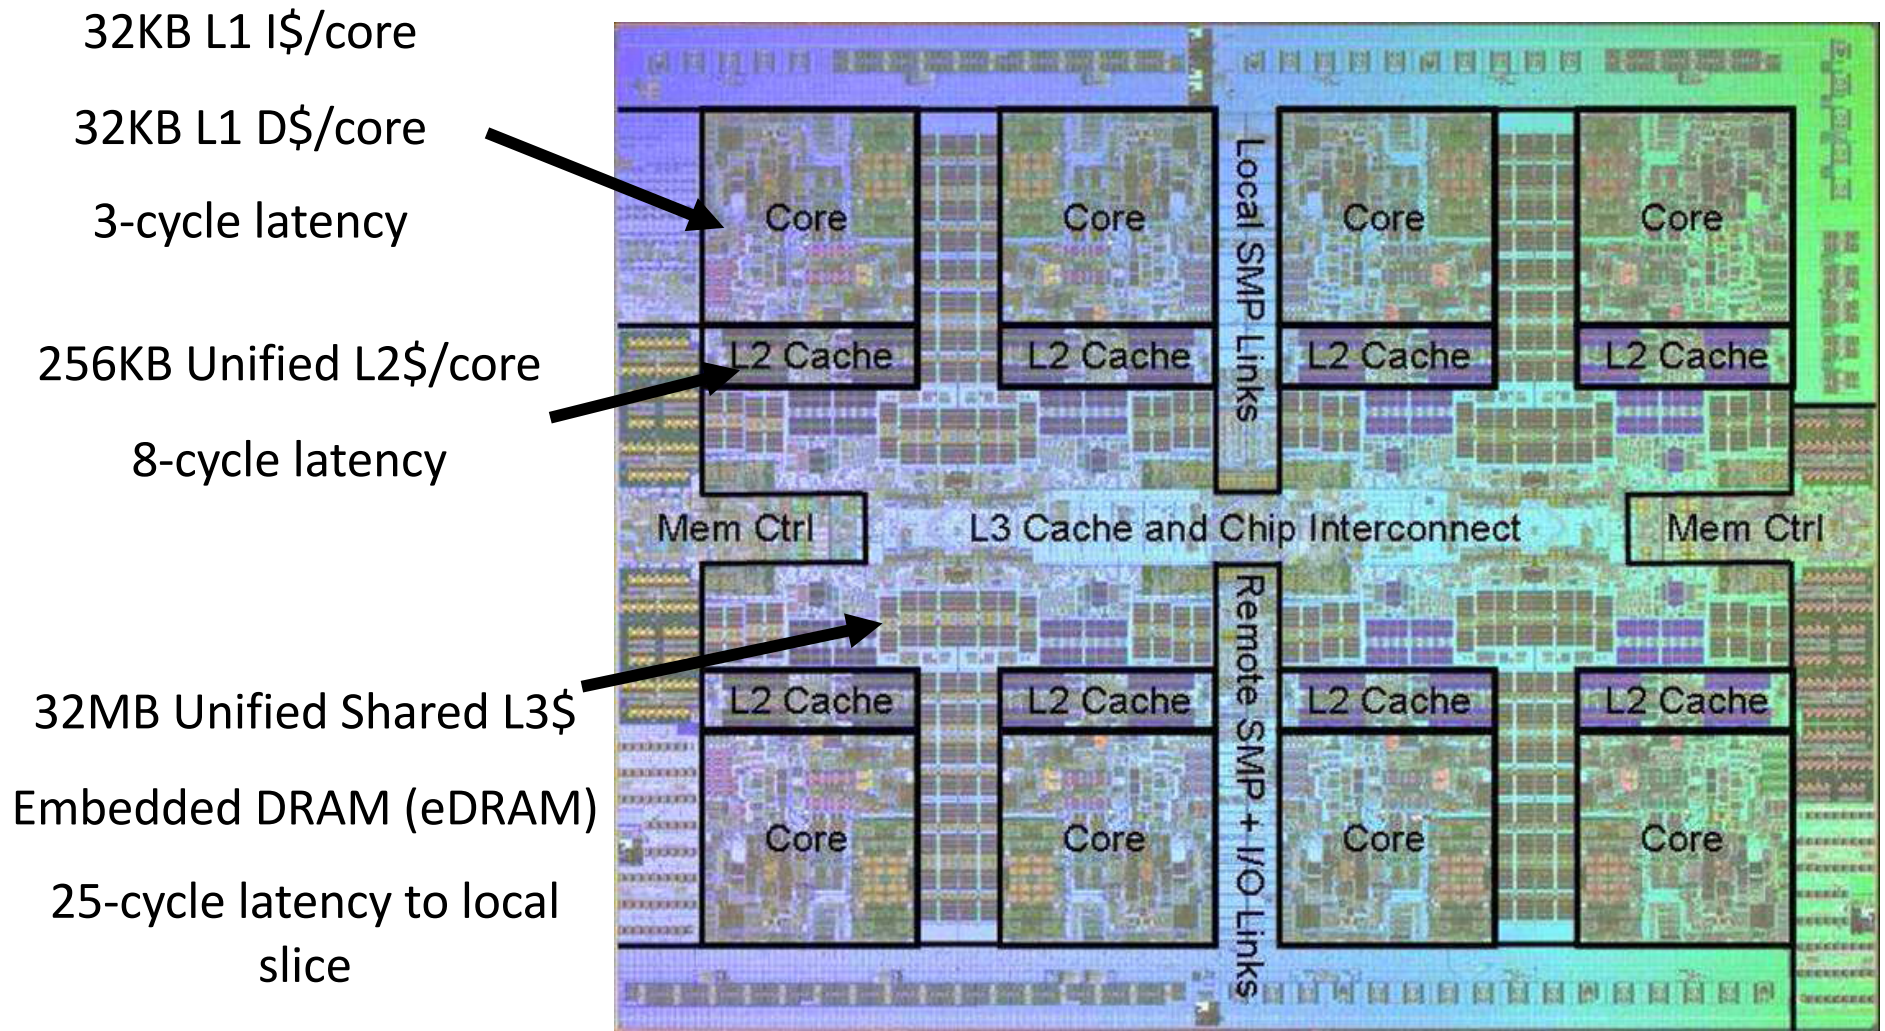 32KB L1 I$/core
32KB L1 D$/core
3-cycle latency
256KB Unified L2$/core
8-cycle latency
32MB Unified Shared L3$
Embedded DRAM (eDRAM)
25-cycle latency to local
slice
Core
Core
Core
Core
L2 Cache
L2 Cache
L2 Cache
L2 Cache
Local SMP Links
Mem Ctrl
L3 Cache and Chip Interconnect
Mem Ctrl
Remote SMP + I/O Links
L2 Cache
L2 Cache
L2 Cache
L2 Cache
Core
Core
Core
Core